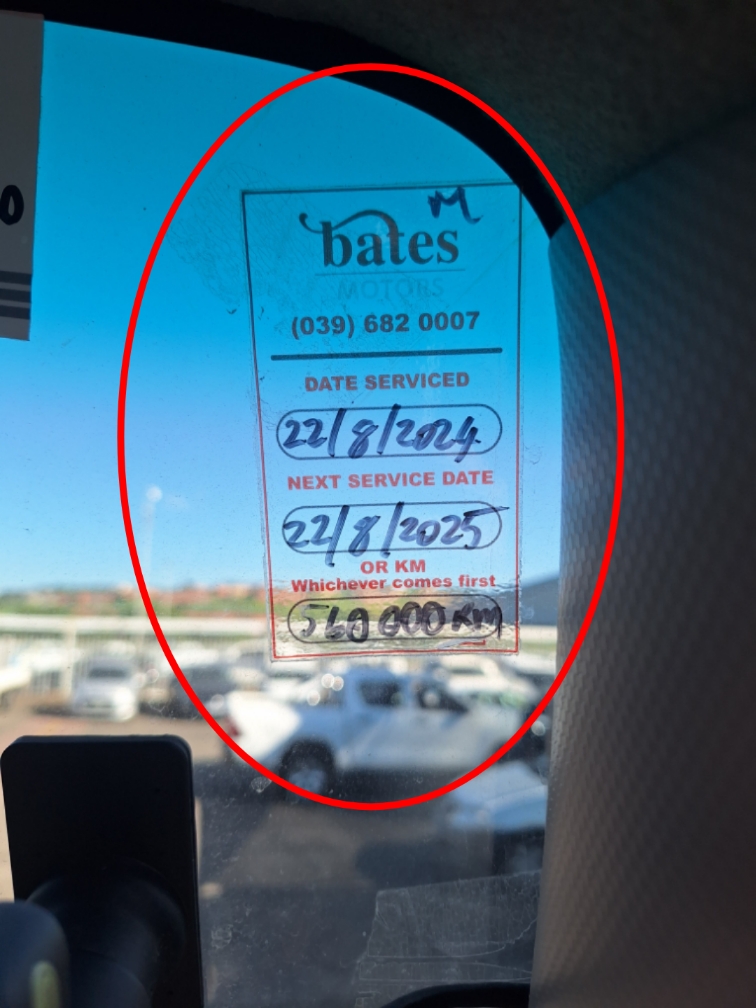 0
M
bates
MOTORS
(039) 682 0007
DATE SERVICED
22/8/2024
NEXT SERVICE DATE
22/8/2025
OR KM
Whichever comes first
560 000 KM